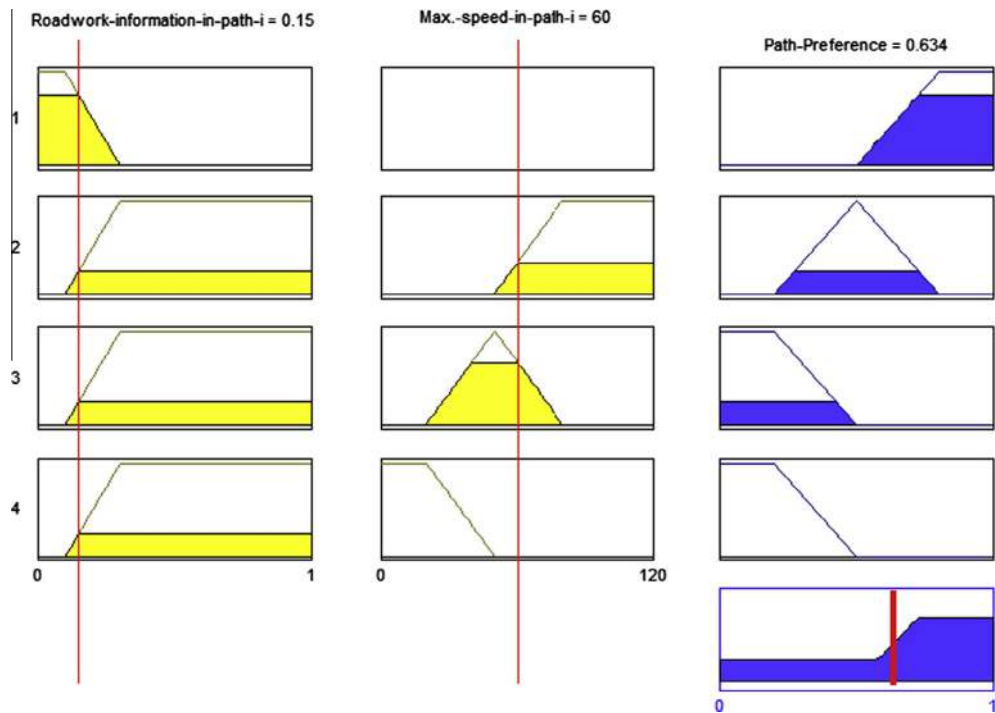 Roadwork-information-in-path-i = 0.15
Max.-speed-in-path-i = 60
Path-Preference = 0.634
1
2
3
4
0 1
0 120
0 1